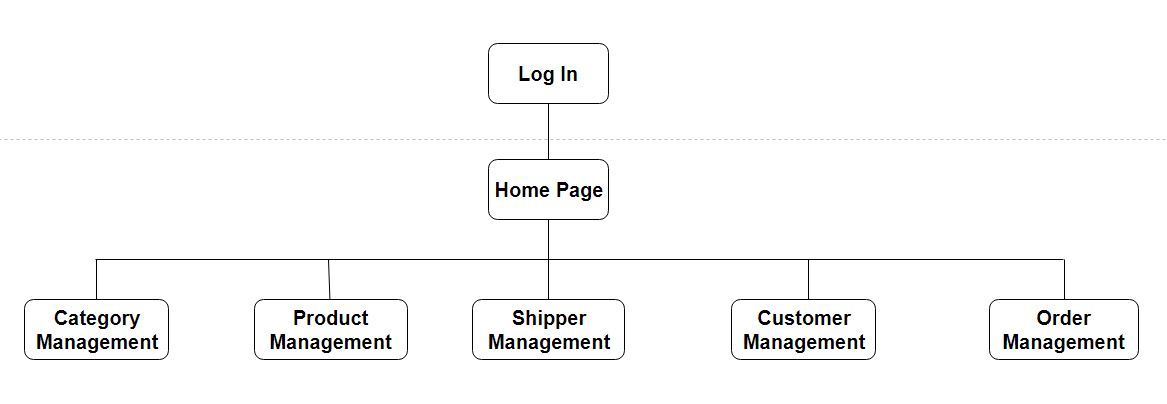 Log In
Home Page
Category
Management
Product
Management
Shipper
Management
Customer
Management
Order
Management